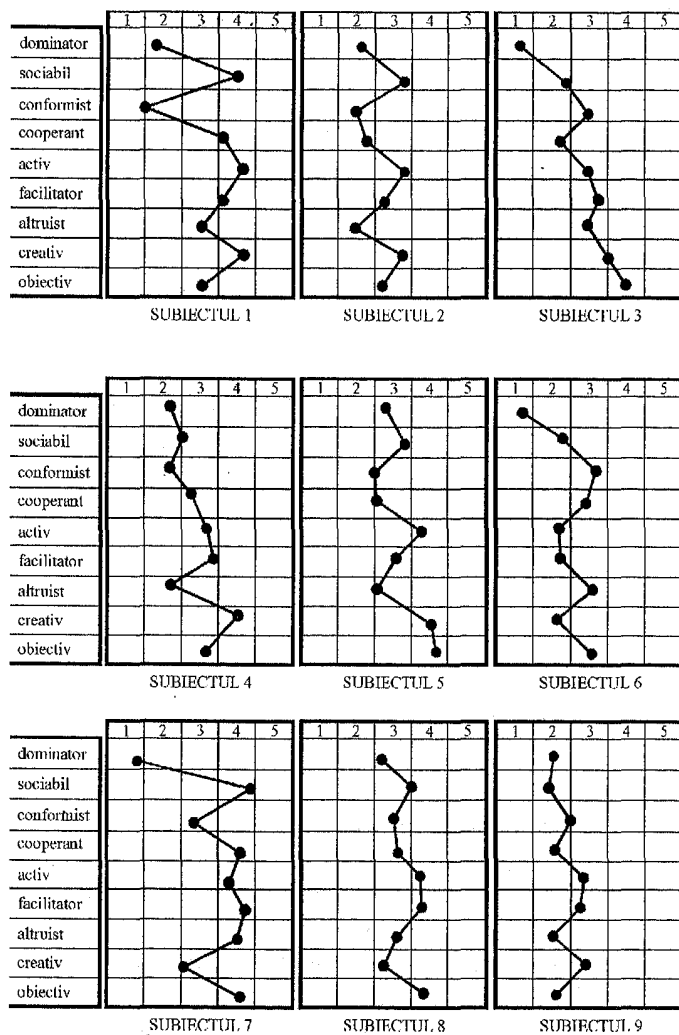 1 2 3 4 5 1 2 3 4 5 1 2 3 4 5
dominator
sociabil
conformist
cooperant
activ
facilitator
altruist
creativ
obiectiv
SUBIECTUL 1 SUBIECTUL 2 SUBIECTUL 3
1 2 3 4 5 1 2 3 4 5 1 2 3 4 5
dominator
sociabil
conformist
cooperant
activ
facilitator
altruist
creativ
obiectiv
SUBIECTUL 4 SUBIECTUL 5 SUBIECTUL 6
1 2 3 4 5 1 2 3 4 5 1 2 3 4 5
dominator
sociabil
conformist
cooperant
activ
facilitator
altruist
creativ
obiectiv
SUBIECTUL 7 SUBIECTUL 8 SUBIECTUL 9